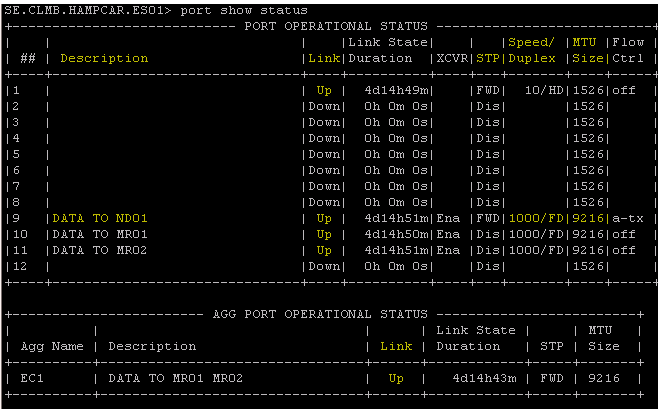 SE.CLMB.HAMPCAR.ES01> port show status
+----------------------------- PORT OPERATIONAL STATUS -----------------------------+
| | | |Link State| | |Speed/ |MTU |Flow
| ## | Description |Link|Duration |XCVR|STP|Duplex |Size|Ctrl
|1 | | Up | 4d14h49m| |FWD| 10/HD|1526|off
|2 | |Down| 0h 0m 0s| |Dis| |1526|
|3 | |Down| 0h 0m 0s| |Dis| |1526|
|4 | |Down| 0h 0m 0s| |Dis| |1526|
|5 | |Down| 0h 0m 0s| |Dis| |1526|
|6 | |Down| 0h 0m 0s| |Dis| |1526|
|7 | |Down| 0h 0m 0s| |Dis| |1526|
|8 | |Down| 0h 0m 0s| |Dis| |1526|
|9 |DATA TO ND01 | Up | 4d14h51m|Ena |FWD|1000/FD|9216|a-tx
|10 |DATA TO MR01 | Up | 4d14h50m|Ena |Dis|1000/FD|9216|off
|11 |DATA TO MR02 | Up | 4d14h51m|Ena |Dis|1000/FD|9216|off
|12 | |Down| 0h 0m 0s| |Dis| |1526|
+------------------------ AGG PORT OPERATIONAL STATUS ------------------------+
| | | | Link State | | MTU |
| Agg Name | Description | Link | Duration | STP | Size |
| EC1 | DATA TO MR01 MR02 | Up | 4d14h43m | FWD | 9216 |